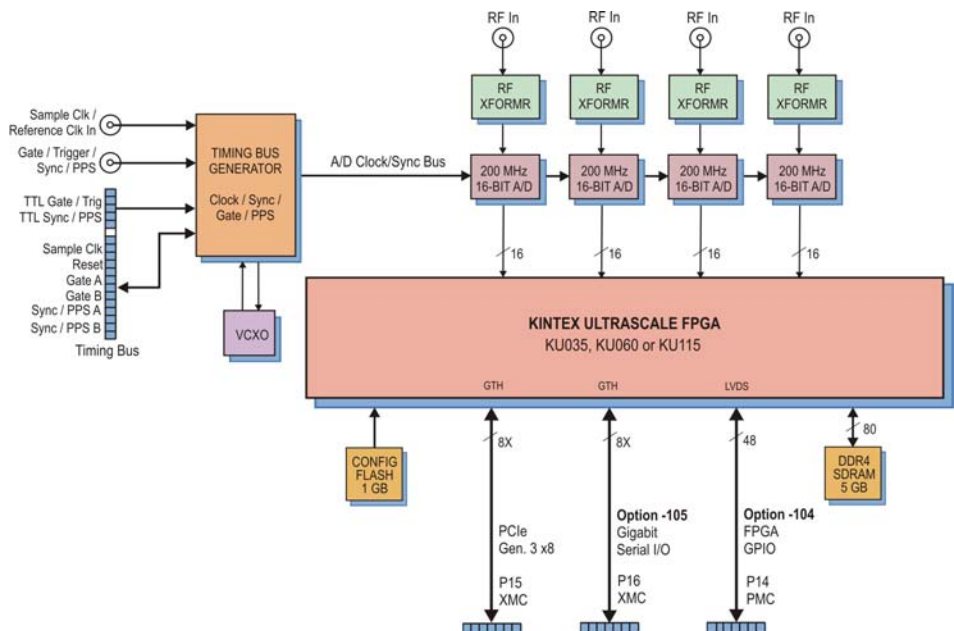 RF In
RF In
RF In
RF In
RF
XFORMR
RF
XFORMR
RF
XFORMR
RF
XFORMR
Sample Clk /
Reference Clk In
Gate / Trigger /
Sync / PPS
TTL Gate / Trig
TTL Sync / PPS
Sample Clk
Reset
Gate A
Gate B
Sync / PPS A
Sync / PPS B
Timing Bus
TIMING BUS
GENERATOR
Clock / Sync /
Gate / PPS
VCXO
A/D Clock/Sync Bus
200 MHz
16-BIT A/D
200 MHz
16-BIT A/D
200 MHz
16-BIT A/D
200 MHz
16-BIT A/D
16
16
16
16
KINTEX ULTRASCALE FPGA
KU035, KU060 or KU115
GTH
GTH
LVDS
8X
8X
48
80
CONFIG
FLASH
1 GB
DDR4
SDRAM
5 GB
PCIe
Gen. 3 x8
Option -105
Gigabit
Serial I/O
Option -104
FPGA
GPIO
P15
XMC
P16
XMC
P14
PMC